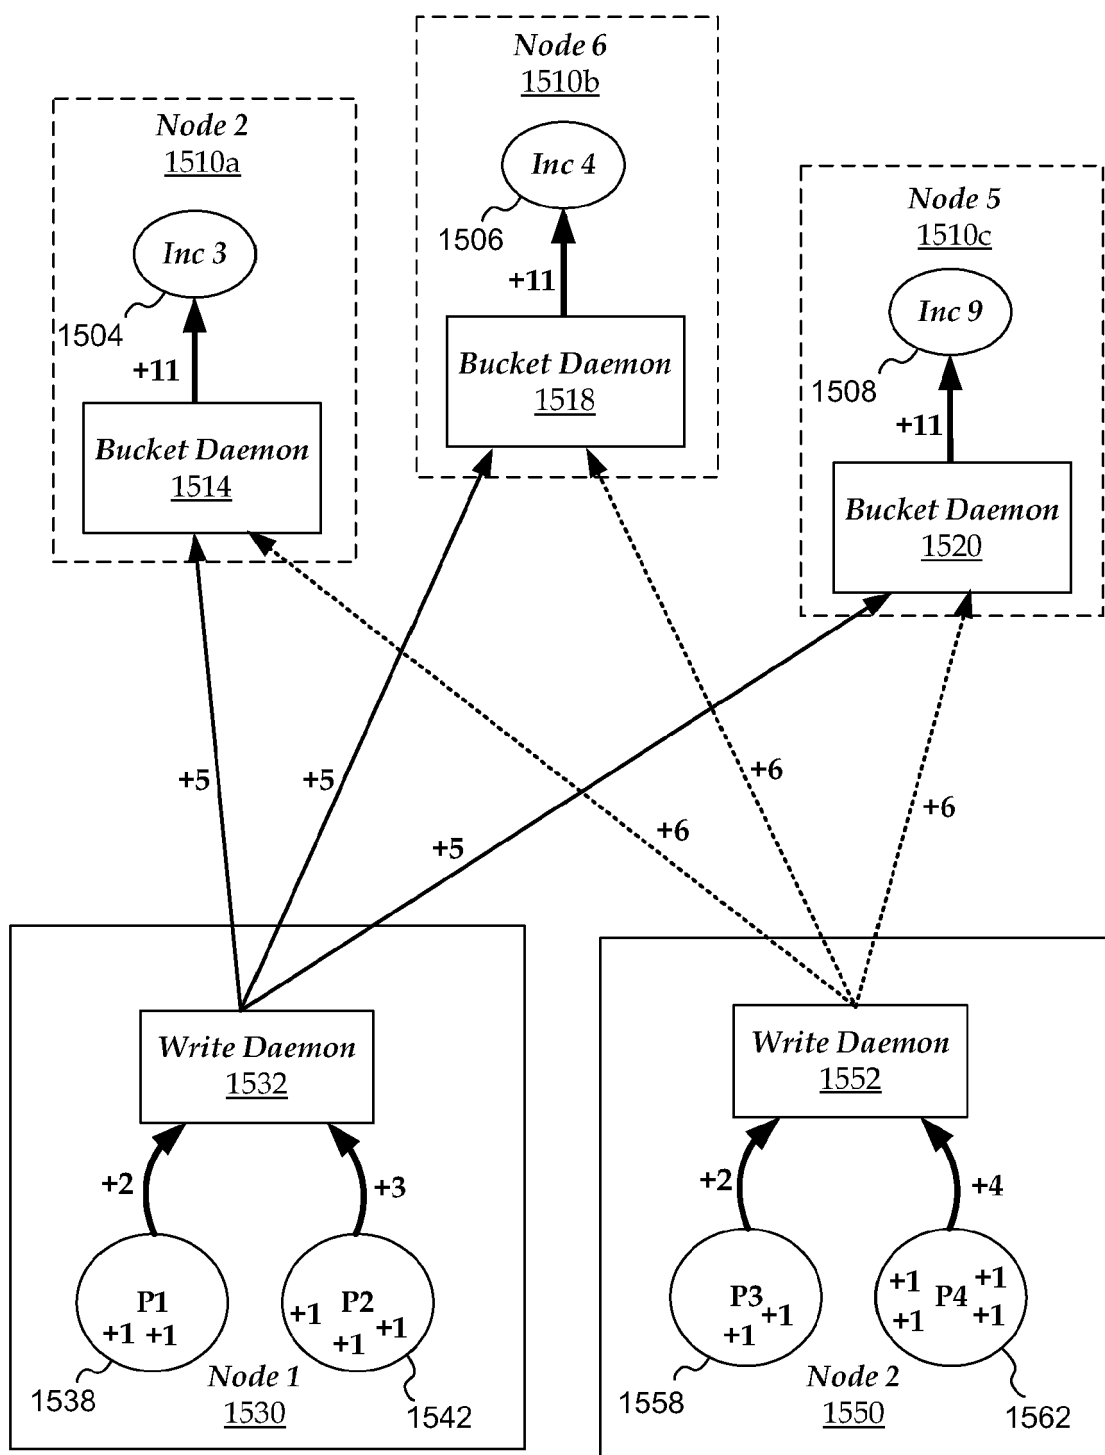 Node 6
1510b
Inc 4
1506
+11
Bucket Daemon
1518
Node 2
1510a
Inc 3
1504
+11
Bucket Daemon
1514
Node 5
1510c
Inc 9
1508
+11
Bucket Daemon
1520
+5
+5
+5
+6
+6
+6
Write Daemon
1532
+2
+3
P1
+1 +1
P2
+1
+1
+1
1538
Node 1
1530
1542
Write Daemon
1552
+2
+4
P3
+1
+1
+1
P4
+1
+1
+1
1558
Node 2
1550
1562